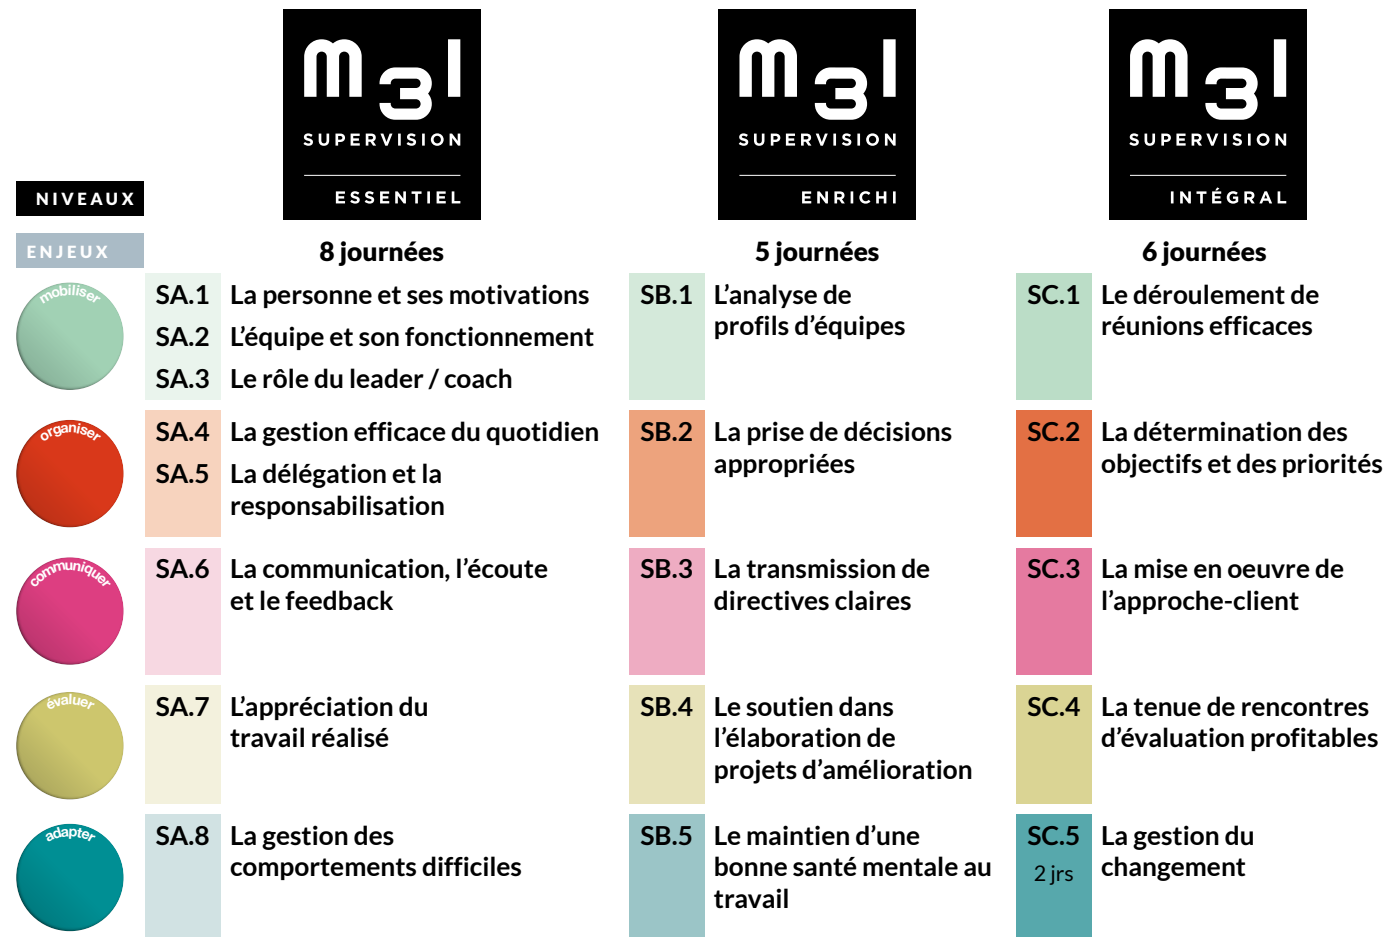 m3i
SUPERVISION
ESSENTIEL
m3i
SUPERVISION
ENRICHI
m3i
SUPERVISION
INTÉGRAL
NIVEAUX
ENJEUX
8 journées
5 journées
6 journées
mobiliser
SA.1 La personne et ses motivations
SA.2 L’équipe et son fonctionnement
SA.3 Le rôle du leader / coach
SB.1 L’analyse de
profils d’équipes
SC.1 Le déroulement de
réunions efficaces
organiser
SA.4 La gestion efficace du quotidien
SA.5 La délégation et la
responsabilisation
SB.2 La prise de décisions
appropriées
SC.2 La détermination des
objectifs et des priorités
communiquer
SA.6 La communication, l’écoute
et le feedback
SB.3 La transmission de
directives claires
SC.3 La mise en oeuvre de
l’approche-client
évaluer
SA.7 L’appréciation du
travail réalisé
SB.4 Le soutien dans
l’élaboration de
projets d’amélioration
SC.4 La tenue de rencontres
d’évaluation profitables
adapter
SA.8 La gestion des
comportements difficiles
SB.5 Le maintien d’une
bonne santé mentale au
travail
SC.5 La gestion du
2 jrs changement